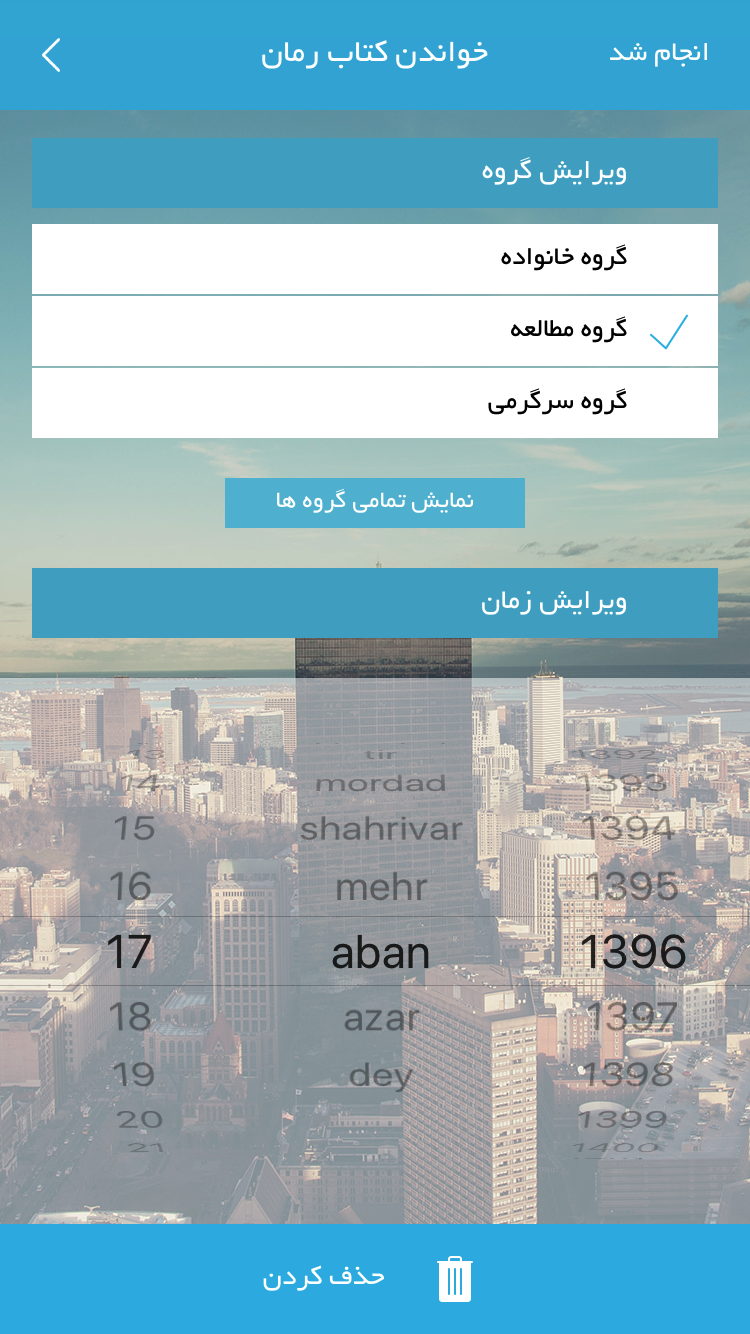 انجام شد
خواندن کتاب رمان
ویرایش گروه
گروه خانواده
گروه مطالعه
گروه سرگرمی
نمایش تمامی گروه ها
ویرایش زمان
13 tir 1392
14 mordad 1393
15 shahrivar 1394
16 mehr 1395
17 aban 1396
18 azar 1397
19 dey 1398
20 1399
21 1400
حذف کردن